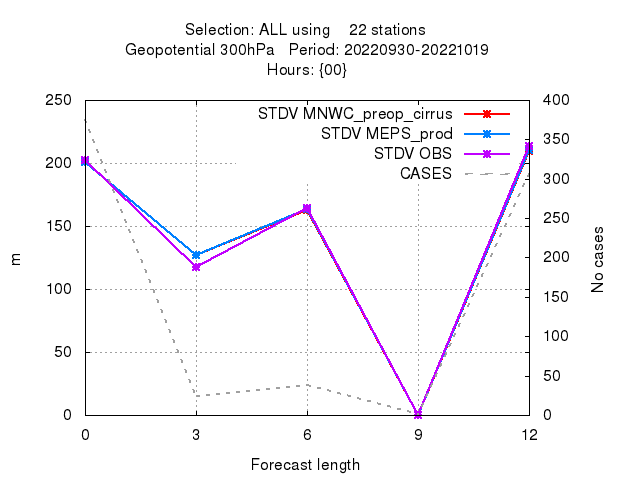 Selection: ALL using    22 stations
Geopotential 300hPa   Period: 20220930-20221019
Hours: {00}
250
200
150
100
50
0
m
400
350
300
250
200
150
100
50
0
No cases
STDV MNWC_preop_cirrus
STDV MEPS_prod
STDV OBS
CASES
0 3 6 9 12
Forecast length